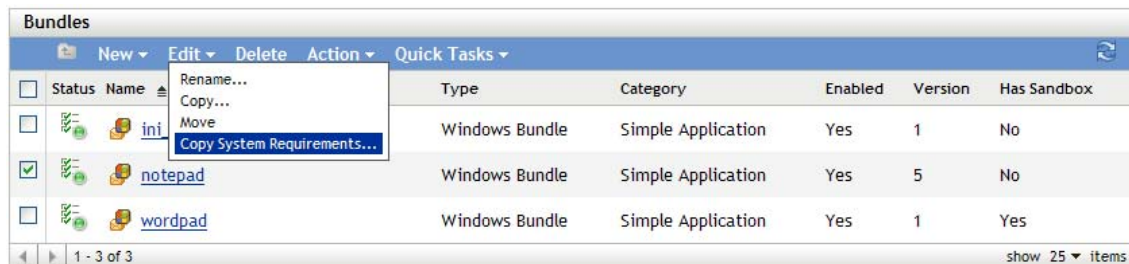 Bundles
New Edit Delete Action Quick Tasks
Status Name Type Category Enabled Version Has Sandbox
Rename...
Copy...
Move
Copy System Requirements...
ini_ Windows Bundle Simple Application Yes 1 No
notepad Windows Bundle Simple Application Yes 5 No
wordpad Windows Bundle Simple Application Yes 1 Yes
1 - 3 of 3 show 25 items